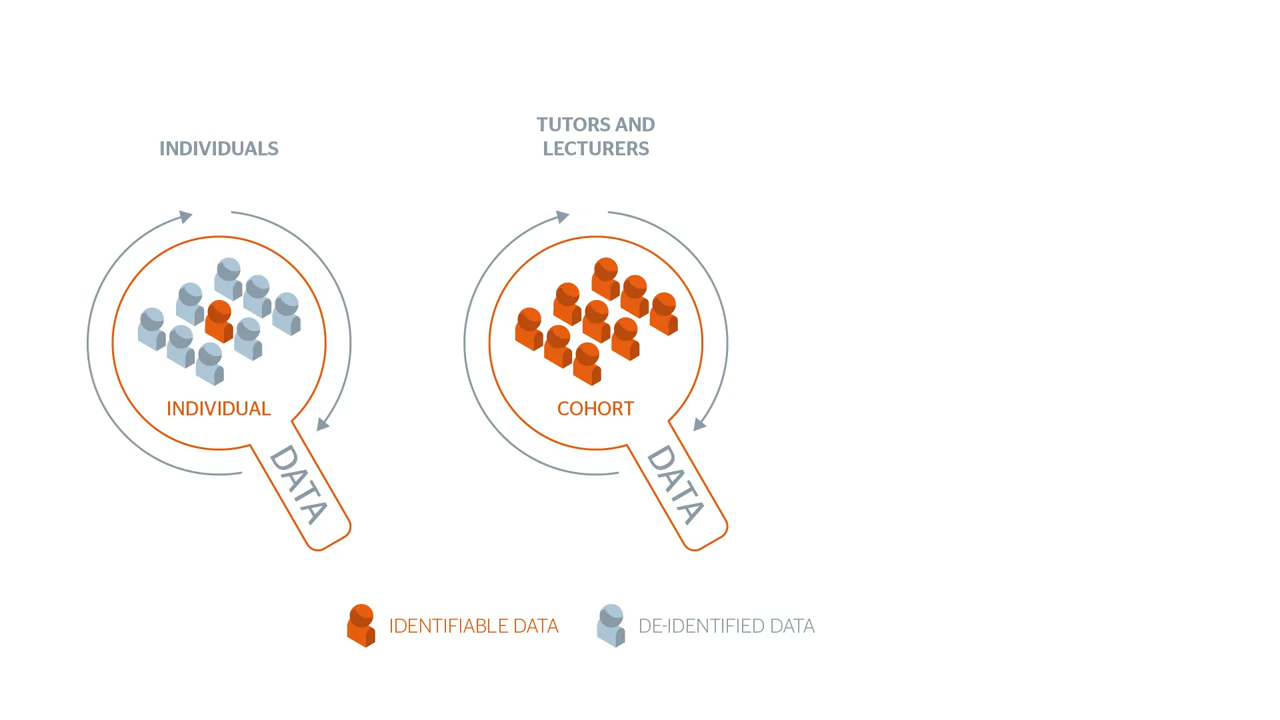 INDIVIDUALS
TUTORS AND
LECTURERS
INDIVIDUAL
DATA
COHORT
DATA
IDENTIFIABLE DATA
DE-IDENTIFIED DATA